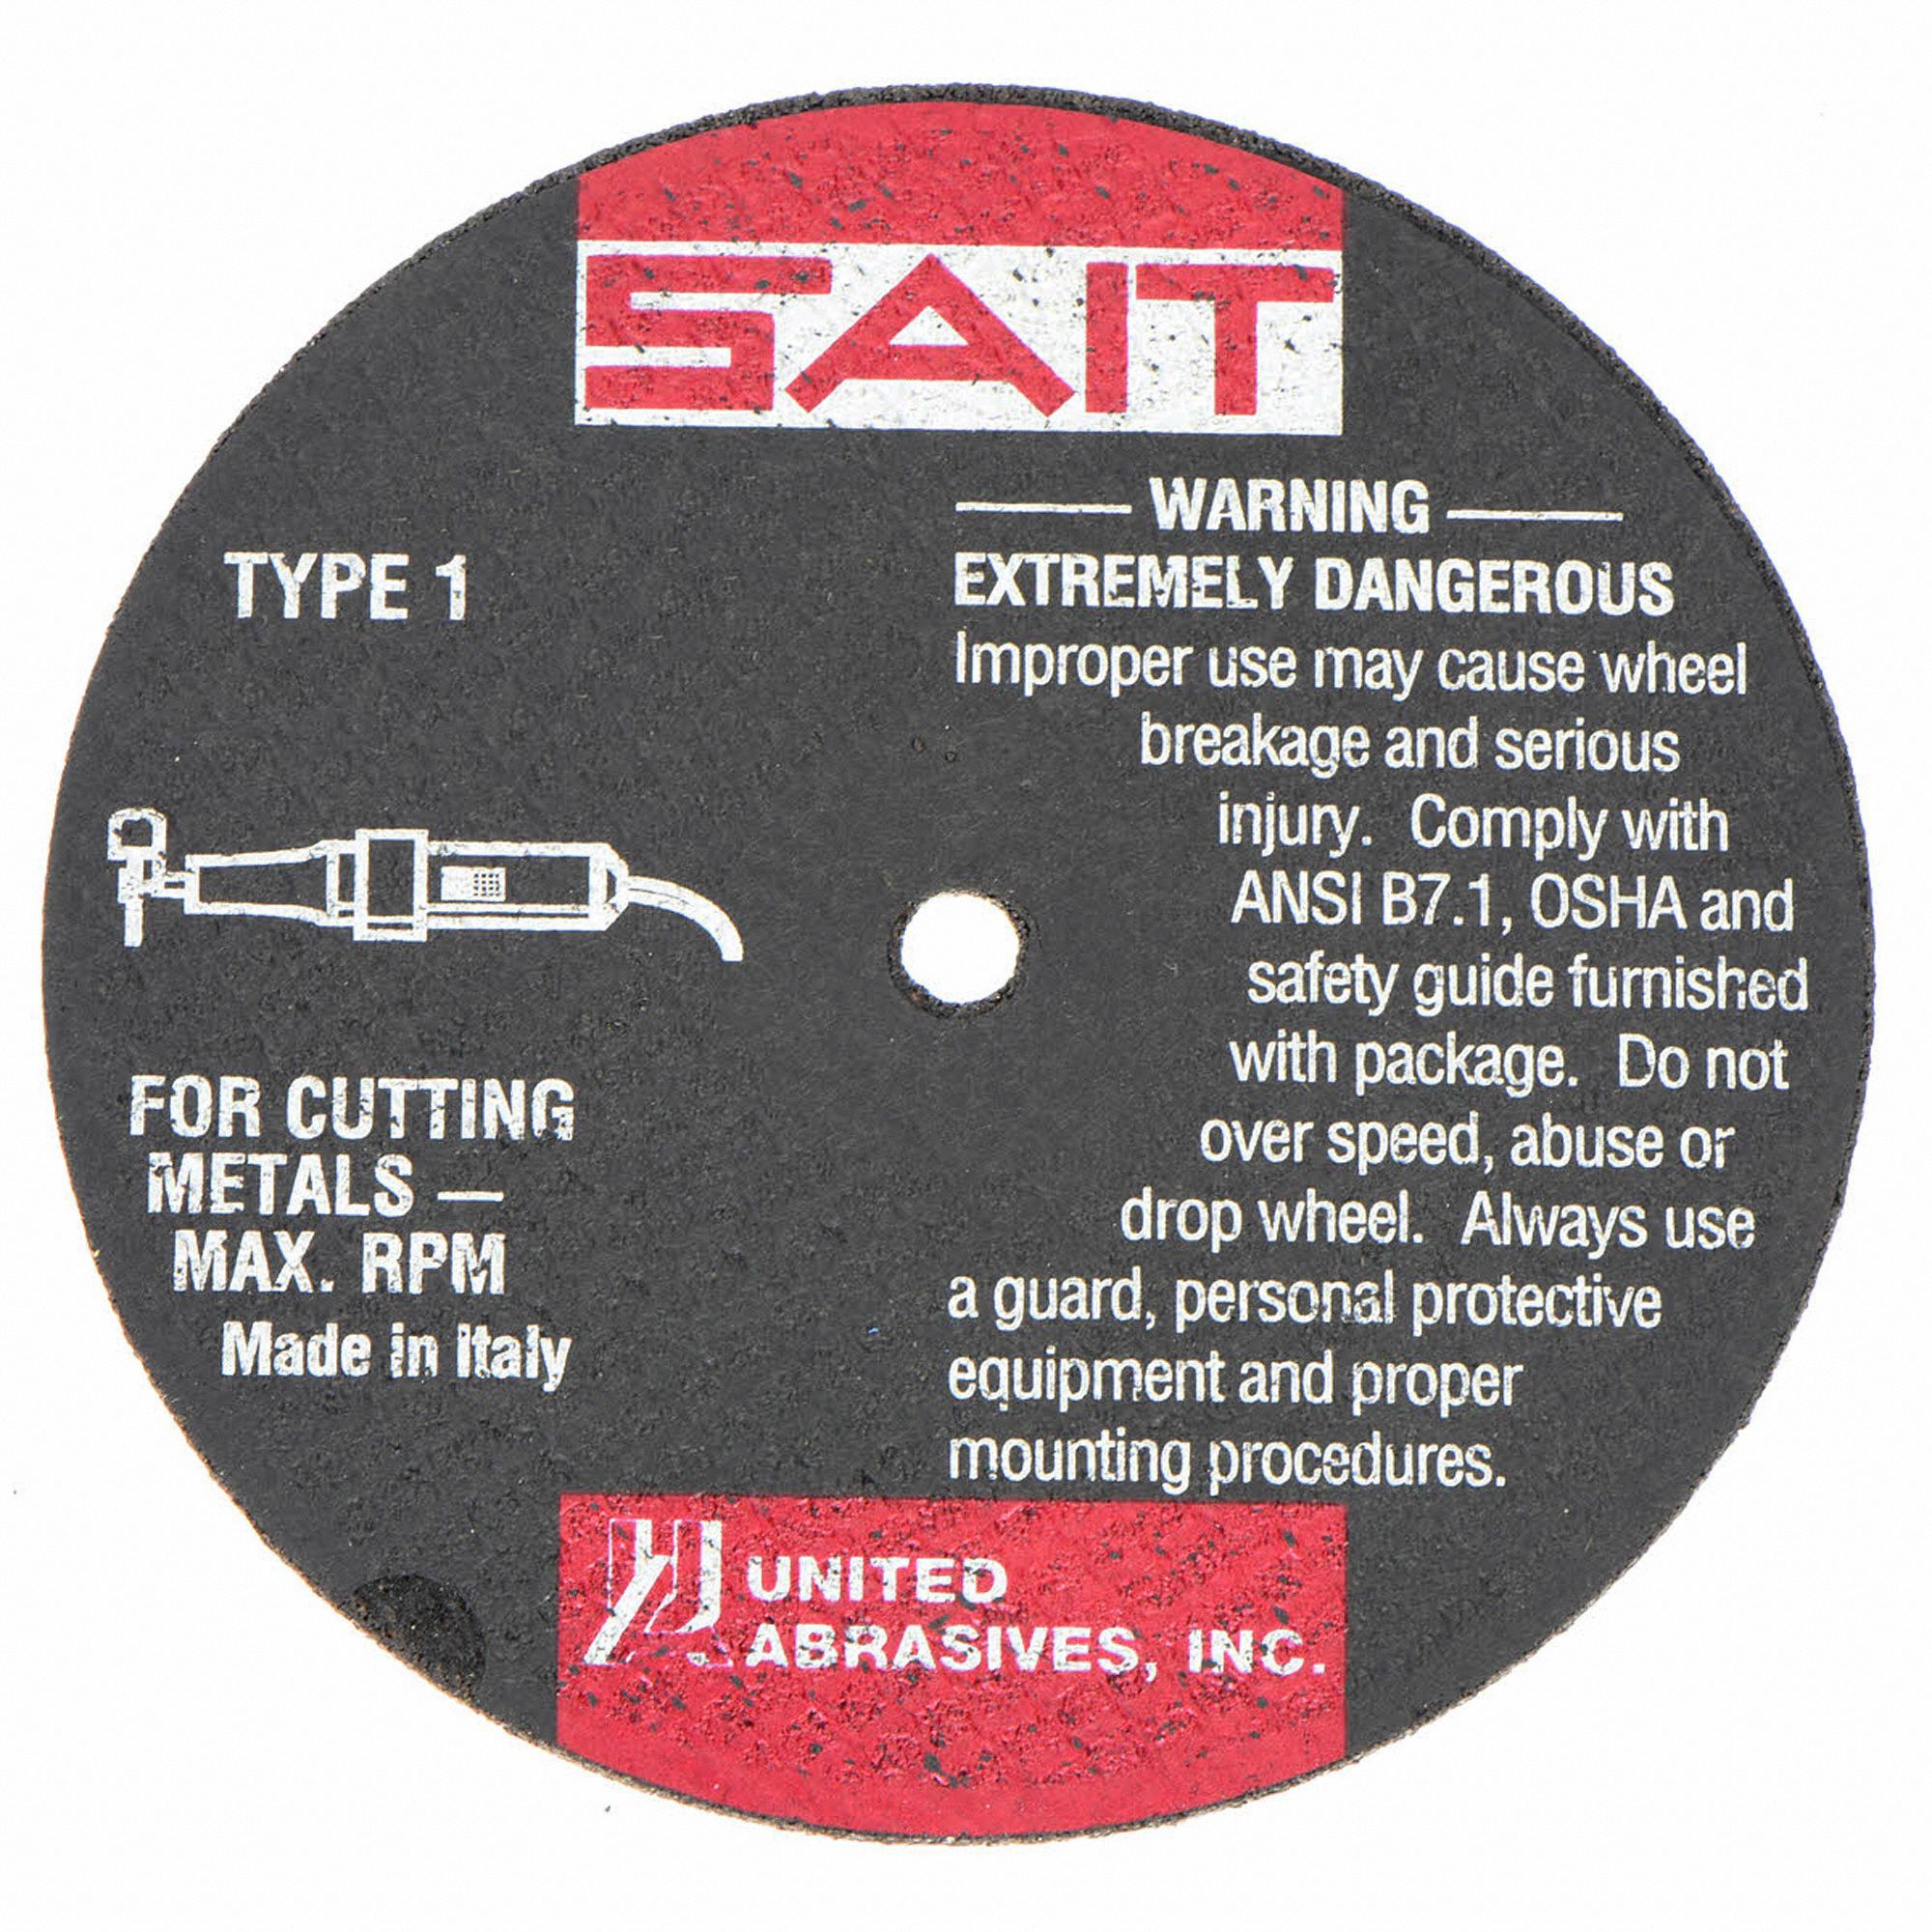 SAIT
WARNING
EXTREMELY DANGEROUS
Improper use may cause wheel
breakage and serious
injury. Comply with
ANSI B7.1, OSHA and
safety guide furnished
with package. Do not
over speed, abuse or
drop wheel. Always use
a guard, personal protective
equipment and proper
mounting procedures.
TYPE 1
FOR CUTTING
METALS —
MAX. RPM
Made in Italy
UNITED
ABRASIVES, INC.